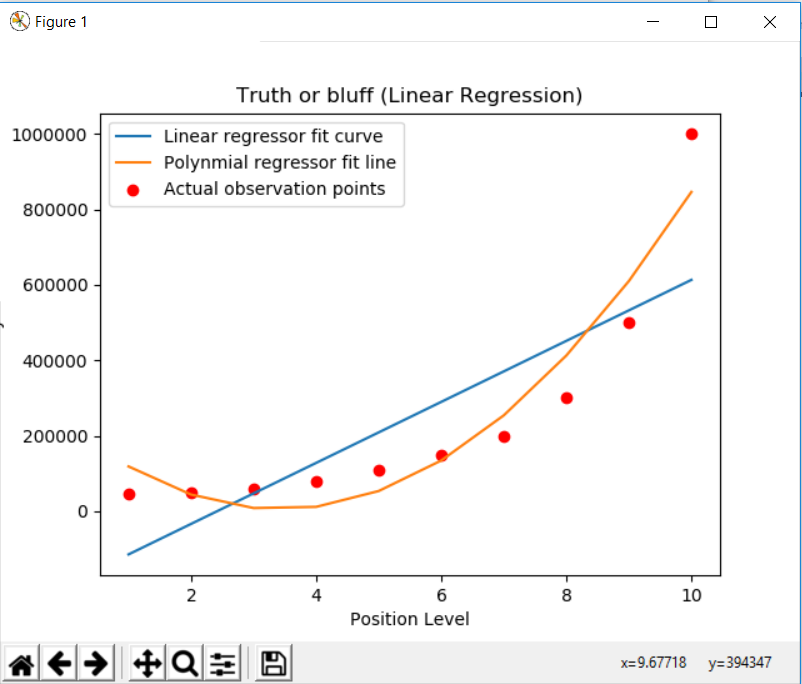 Figure 1
Truth or bluff (Linear Regression)
Linear regressor fit curve
Polynmial regressor fit line
Actual observation points
1000000
800000
600000
400000
200000
0
2 4 6 8 10
Position Level
x=9.67718 y=394347